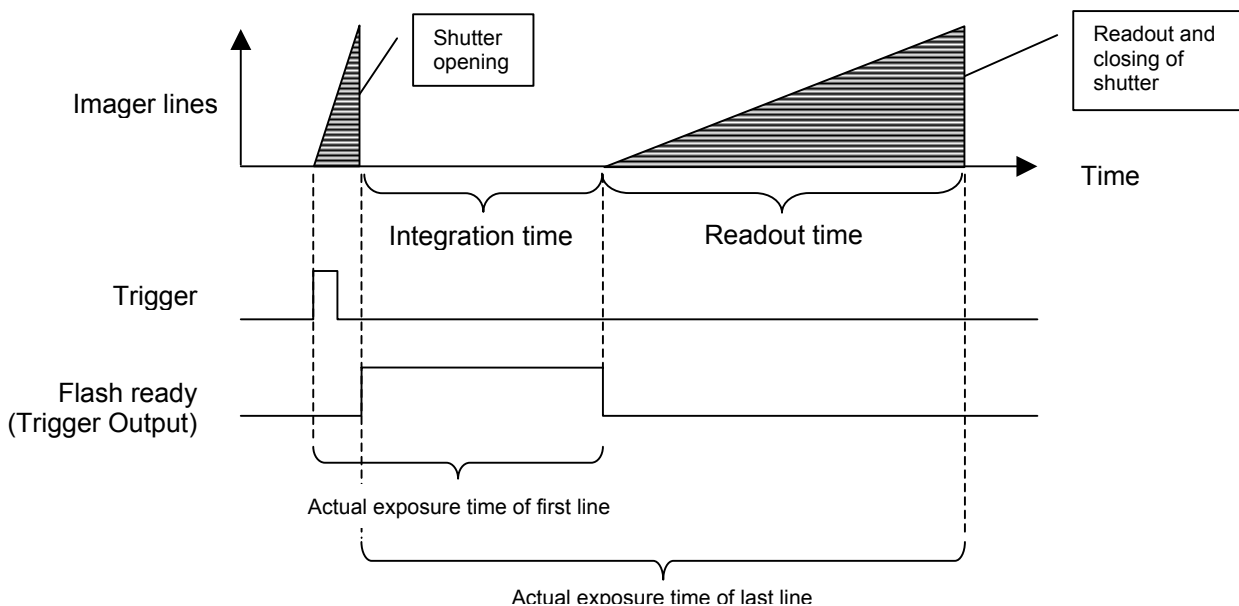 Shutter
opening
Readout and
closing of
shutter
Imager lines
Time
Integration time
Readout time
Trigger
Flash ready
(Trigger Output)
Actual exposure time of first line
Actual exposure time of last line